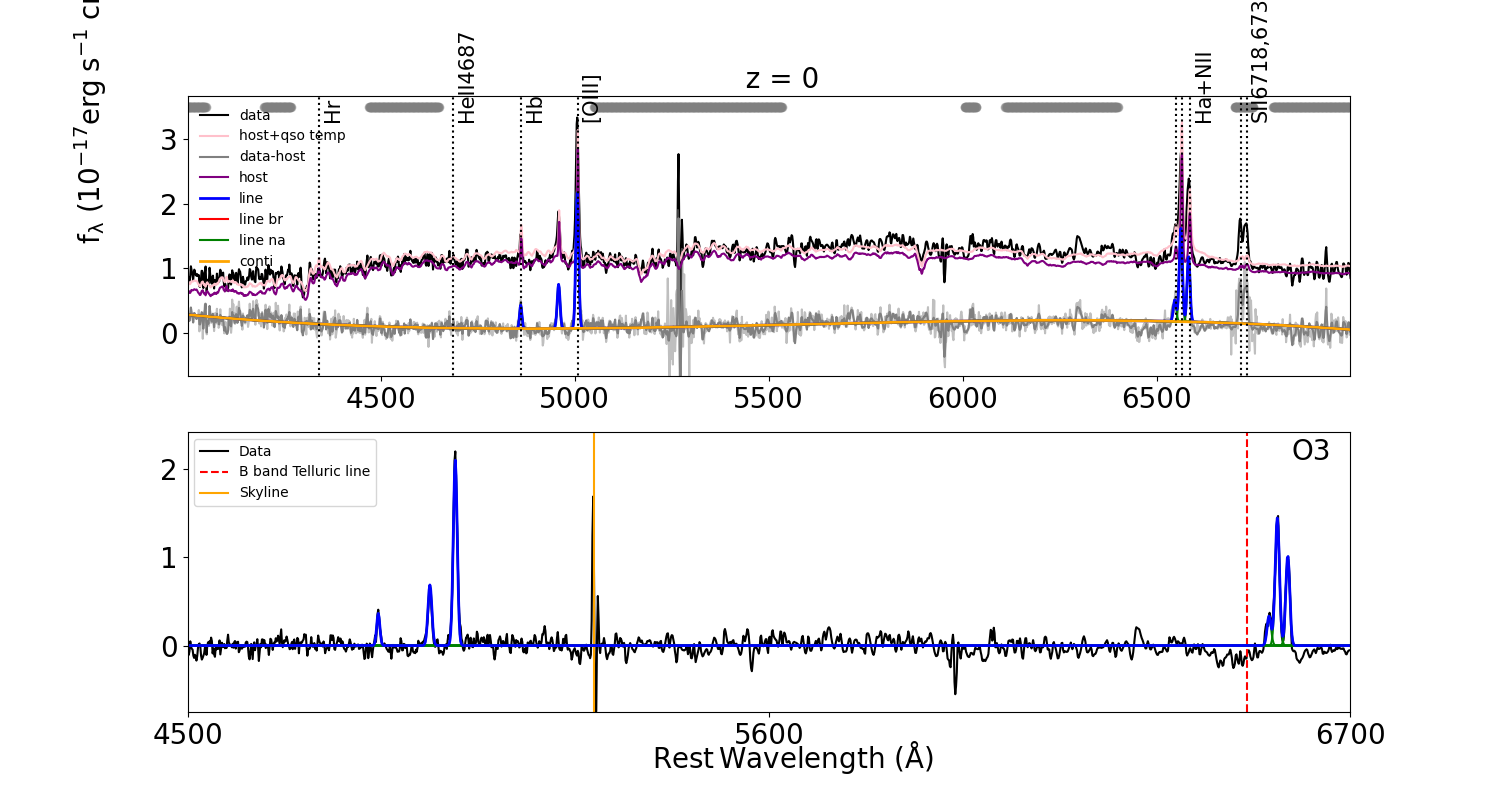 z = 0
fλ (10−17erg s−1 c
Hr
HeII4687
Hb
[OIII]
Ha+NII
SII6718,673
data
host+qso temp
data-host
host
line
line br
line na
conti
3
2
1
0
4500 5000 5500 6000 6500
Data
B band Telluric line
Skyline
O3
2
1
0
4500 5600 6700
Rest Wavelength (Å)